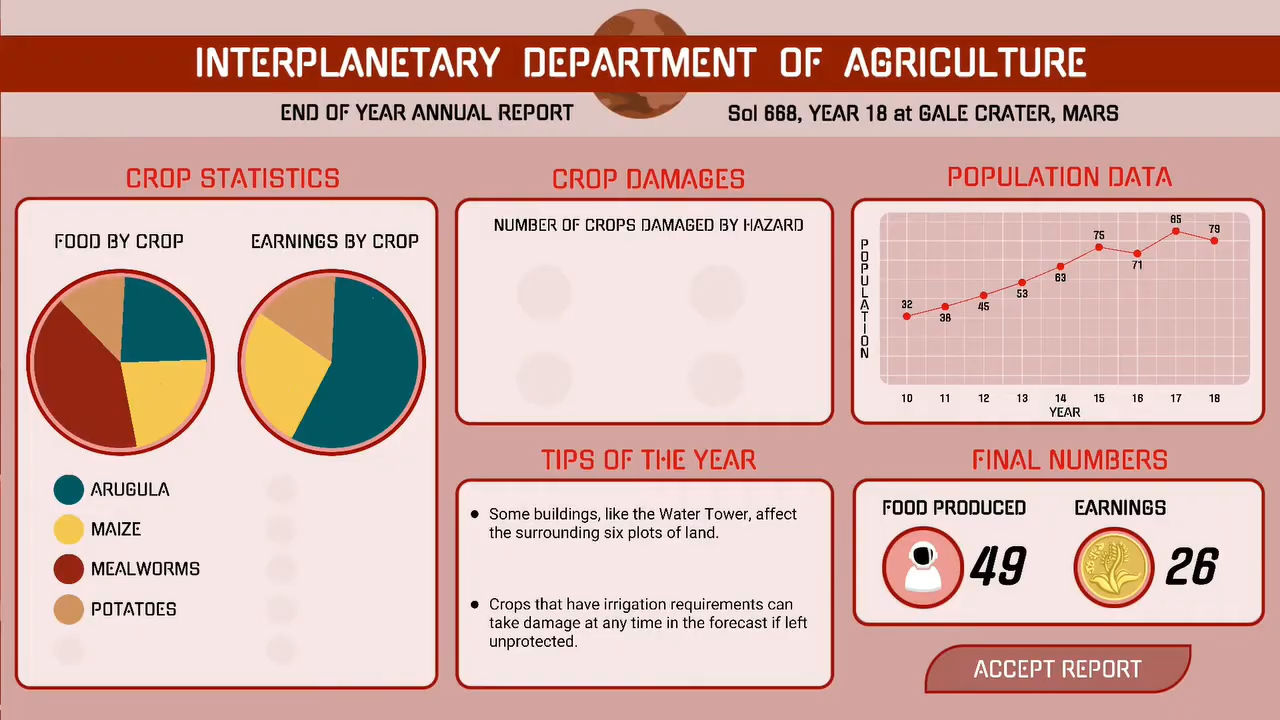 INTERPLANETARY DEPARTMENT OF AGRICULTURE
END OF YEAR ANNUAL REPORT
Sol 668, YEAR 18 at GALE CRATER, MARS
CROP STATISTICS
FOOD BY CROP
EARNINGS BY CROP
ARUGULA
MAIZE
MEALWORMS
POTATOES
CROP DAMAGES
NUMBER OF CROPS DAMAGED BY HAZARD
TIPS OF THE YEAR
● Some buildings, like the Water Tower, affect
the surrounding six plots of land.
● Crops that have irrigation requirements can
take damage at any time in the forecast if left
unprotected.
POPULATION DATA
POPULATION
32
38
45
53
63
75
71
85
79
10 11 12 13 14 15 16 17 18
YEAR
FINAL NUMBERS
FOOD PRODUCED
49
EARNINGS
26
ACCEPT REPORT